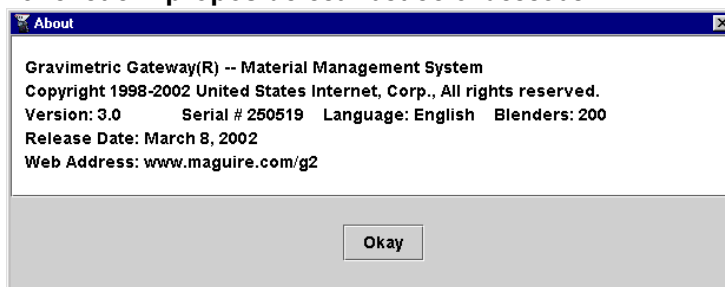 About
Gravimetric Gateway(R) -- Material Management System
Copyright 1998-2002 United States Internet, Corp., All rights reserved.
Version: 3.0 Serial # 250519 Language: English Blenders: 200
Release Date: March 8, 2002
Web Address: www.maguire.com/g2
Okay